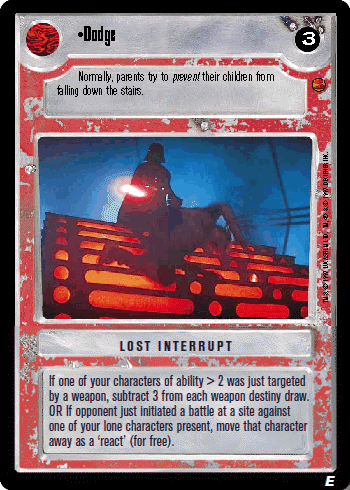 •Dodge
3
Normally, parents try to prevent their children from
falling down the stairs.
LOST INTERRUPT
If one of your characters of ability > 2 was just targeted
by a weapon, subtract 3 from each weapon destiny draw.
OR If opponent just initiated a battle at a site against
one of your lone characters present, move that character
away as a 'react' (for free).
E